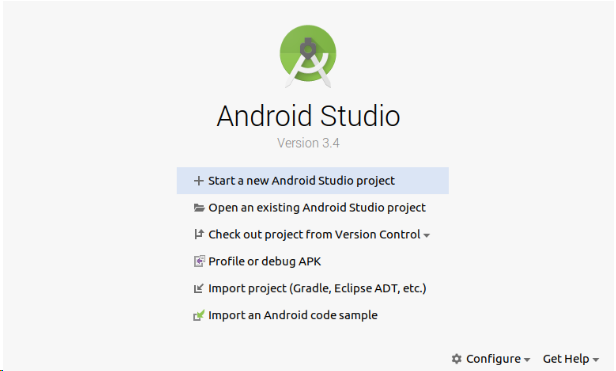 Android Studio
Version 3.4
Start a new Android Studio project
Open an existing Android Studio project
Check out project from Version Control
Profile or debug APK
Import project (Gradle, Eclipse ADT, etc.)
Import an Android code sample
Configure Get Help